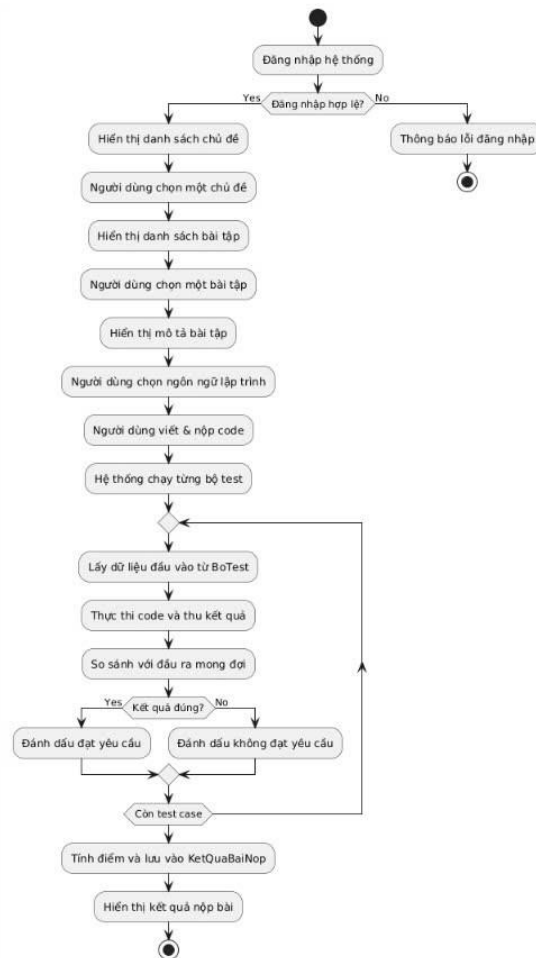 Đăng nhập hệ thống
Yes
Đăng nhập hợp lệ?
No
Hiển thị danh sách chủ đề
Thông báo lỗi đăng nhập
Người dùng chọn một chủ đề
Hiển thị danh sách bài tập
Người dùng chọn một bài tập
Hiển thị mô tả bài tập
Người dùng chọn ngôn ngữ lập trình
Người dùng viết & nộp code
Hệ thống chạy từng bộ test
Lấy dữ liệu đầu vào từ BoTest
Thực thi code và thu kết quả
So sánh với đầu ra mong đợi
Yes
Kết quả đúng?
No
Đánh dấu đạt yêu cầu
Đánh dấu không đạt yêu cầu
Còn test case
Tính điểm và lưu vào KetQuaBaiNop
Hiển thị kết quả nộp bài